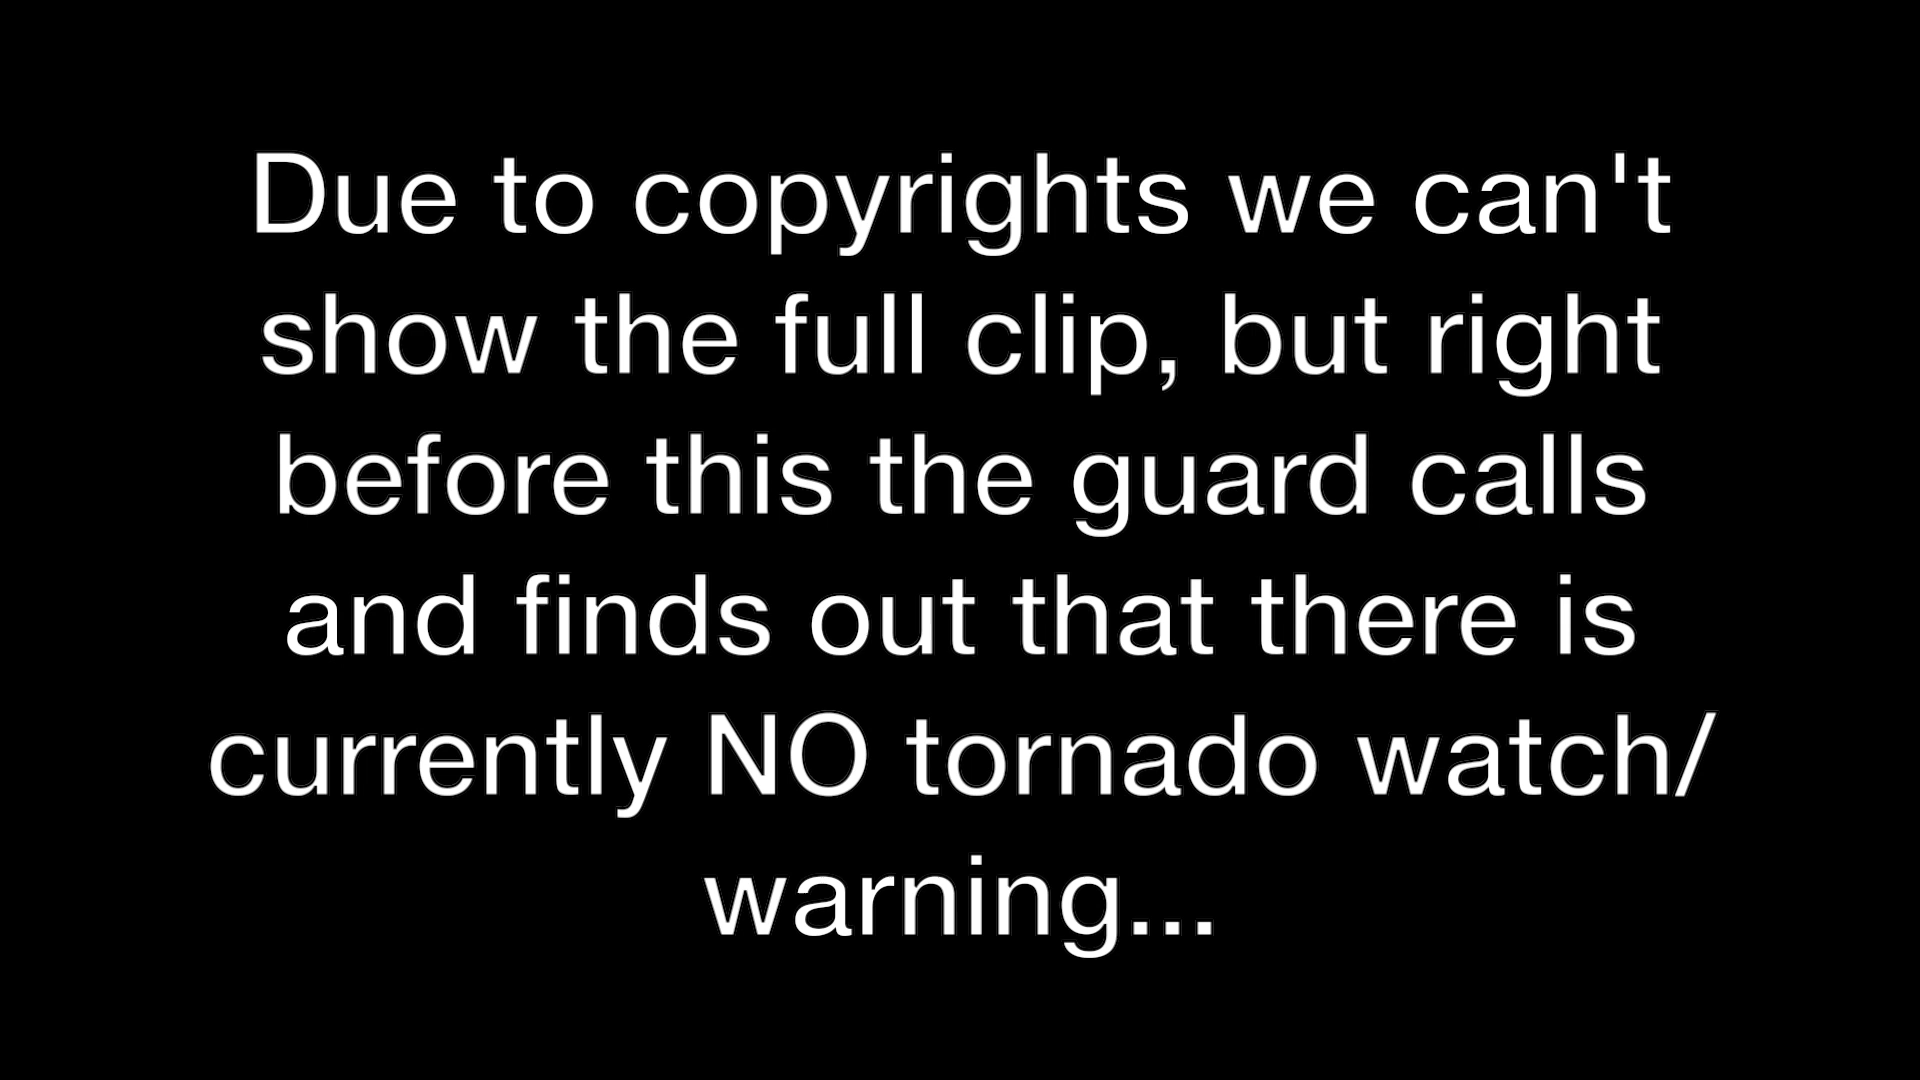 Due to copyrights we can't
show the full clip, but right
before this the guard calls
and finds out that there is
currently NO tornado watch/
warning...